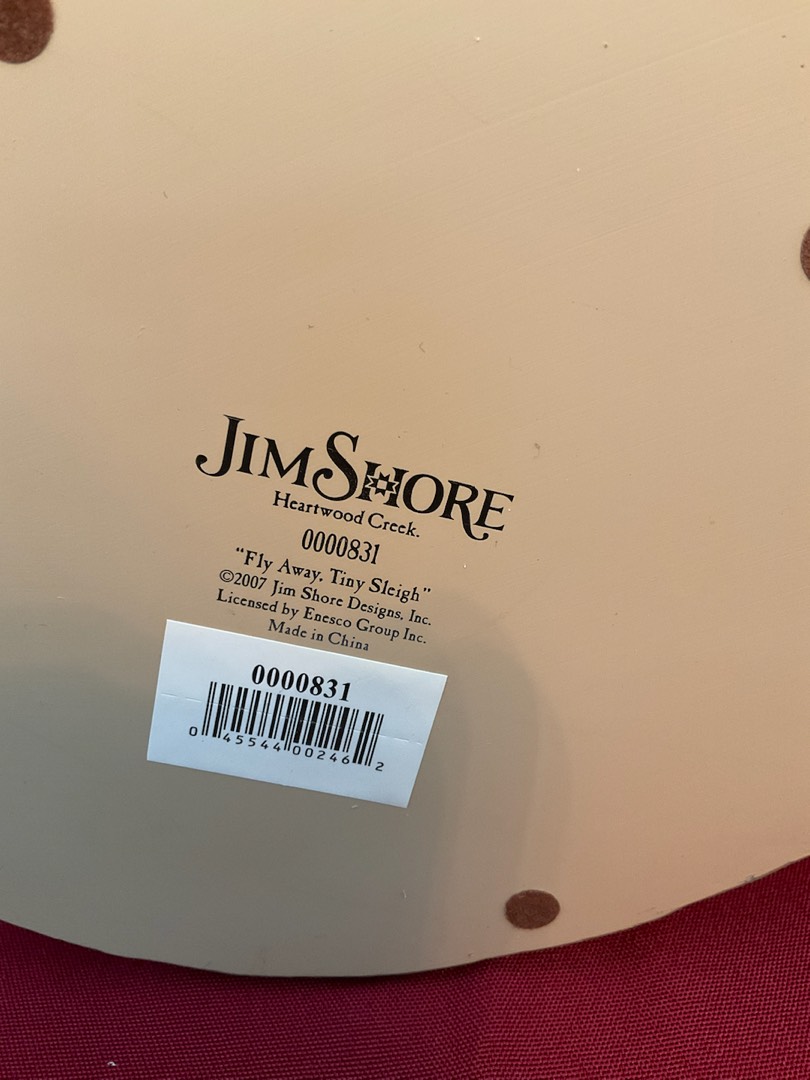 JIM SHORE
Heartwood Creek.
0000831
"Fly Away, Tiny Sleigh"
©2007 Jim Shore Designs, Inc.
Licensed by Enesco Group Inc.
Made in China
0000831
0 45544 00246 2